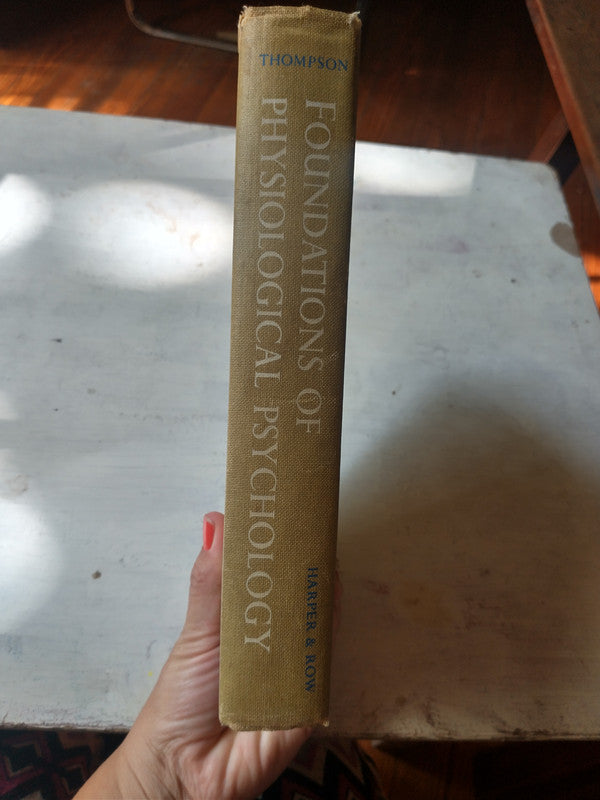 THOMPSON
FOUNDATIONS OF
PHYSIOLOGICAL PSYCHOLOGY
HARPER & ROW